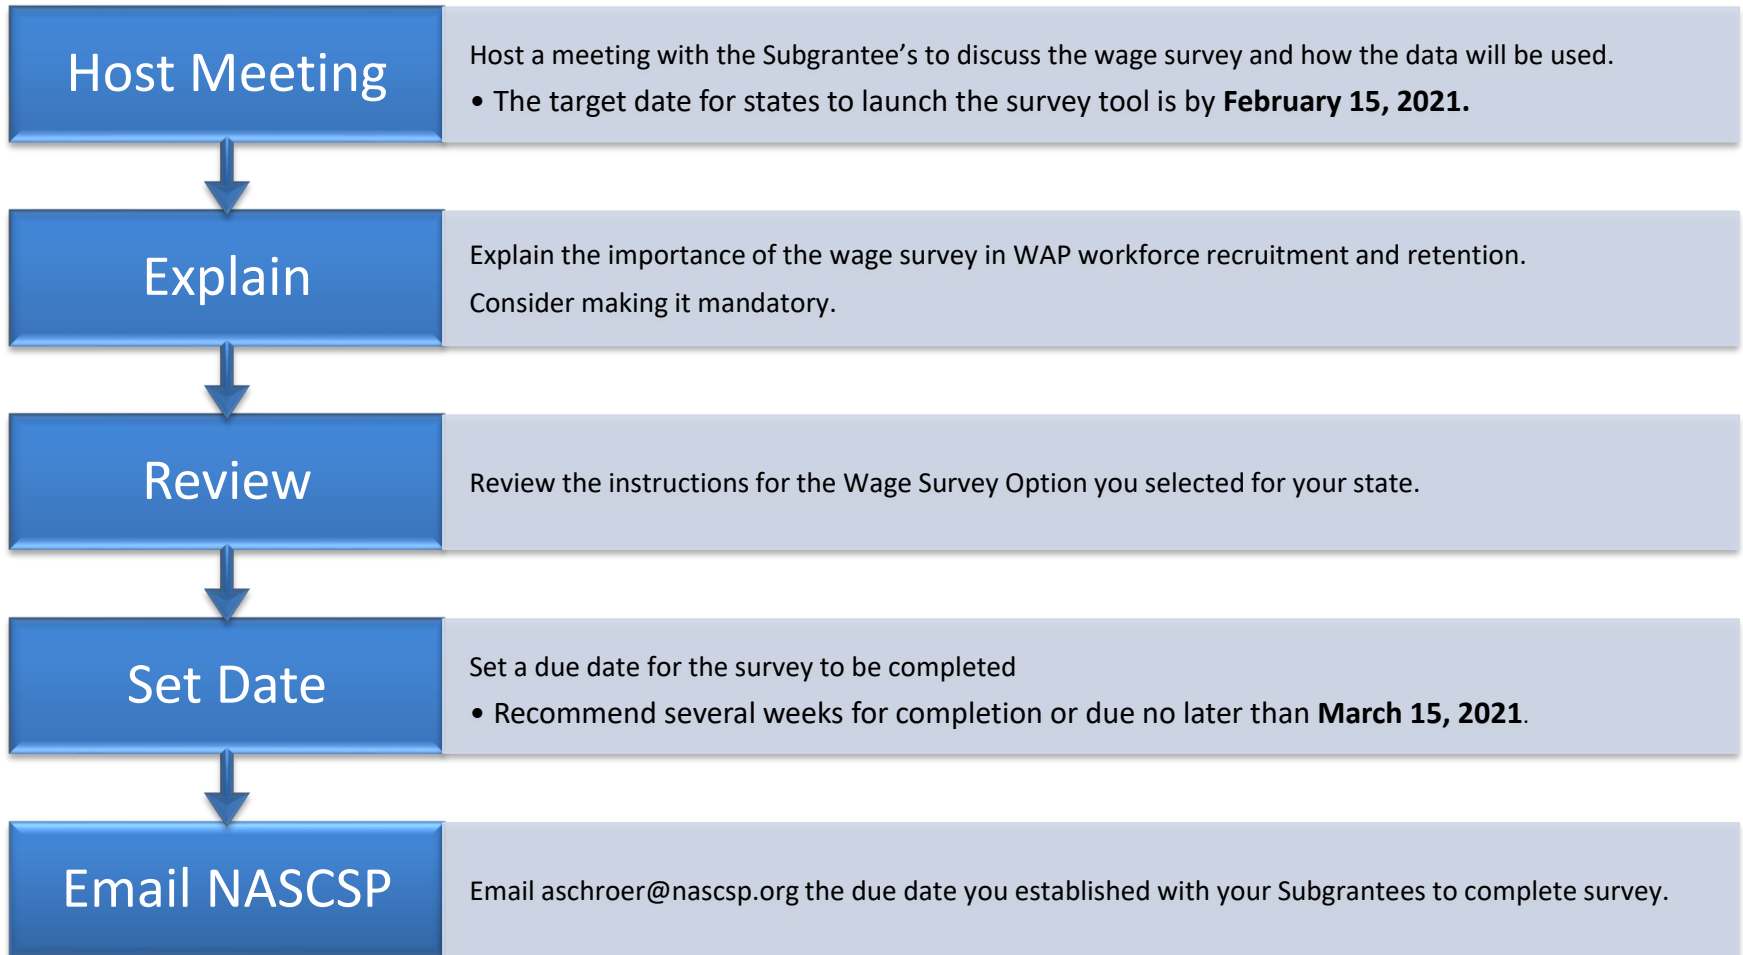 Host Meeting
Host a meeting with the Subgrantee’s to discuss the wage survey and how the data will be used.
• The target date for states to launch the survey tool is by February 15, 2021.
Explain
Explain the importance of the wage survey in WAP workforce recruitment and retention.
Consider making it mandatory.
Review
Review the instructions for the Wage Survey Option you selected for your state.
Set Date
Set a due date for the survey to be completed
• Recommend several weeks for completion or due no later than March 15, 2021.
Email NASCSP
Email aschroer@nascsp.org the due date you established with your Subgrantees to complete survey.